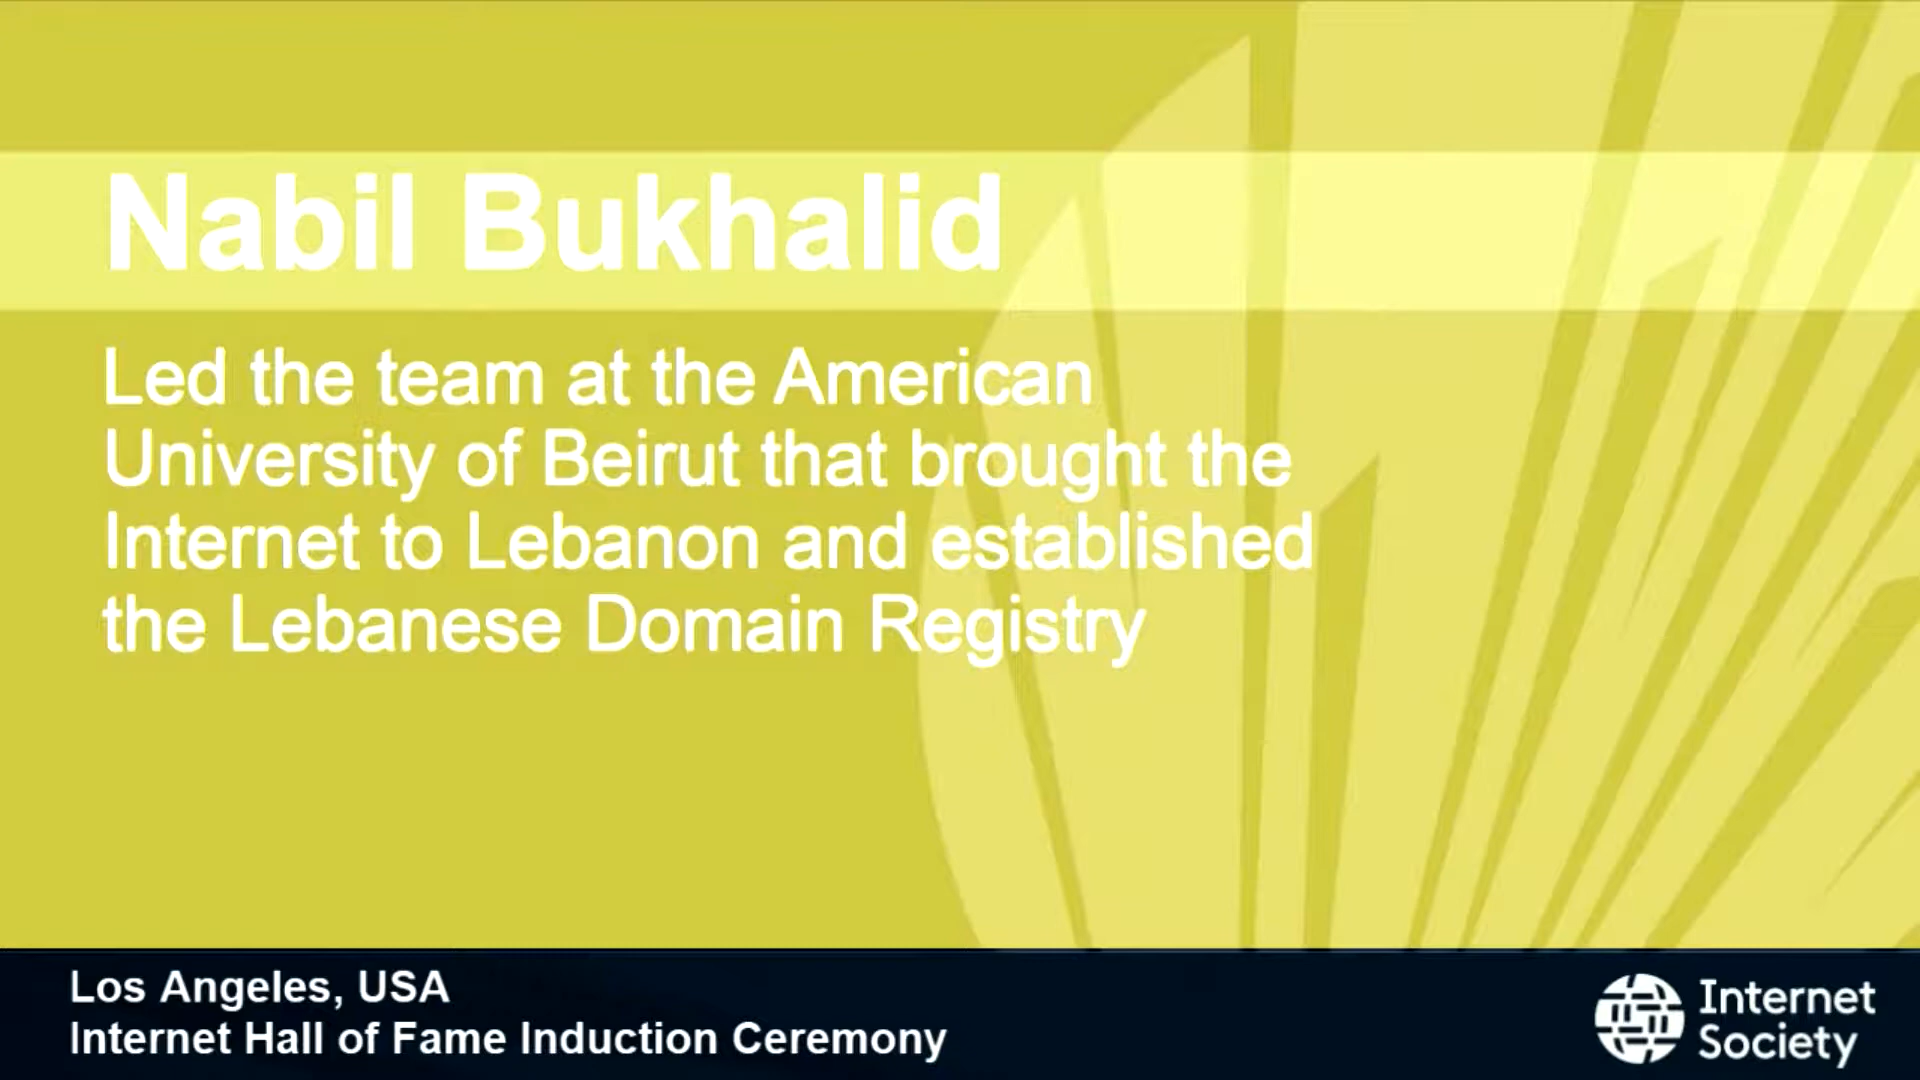 Nabil Bukhalid
Led the team at the American
University of Beirut that brought the
Internet to Lebanon and established
the Lebanese Domain Registry
Los Angeles, USA
Internet Hall of Fame Induction Ceremony
Internet
Society